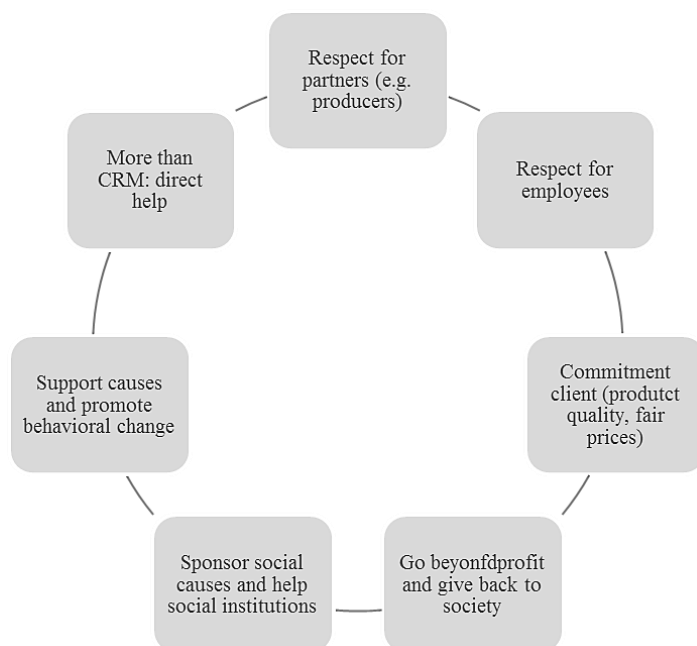 Respect for
partners (e.g.
producers)
Respect for
employees
Commitment
client (produtct
quality, fair
prices)
Go beyonfdprofit
and give back to
society
Sponsor social
causes and help
social institutions
Support causes
and promote
behavioral change
More than
CRM: direct
help